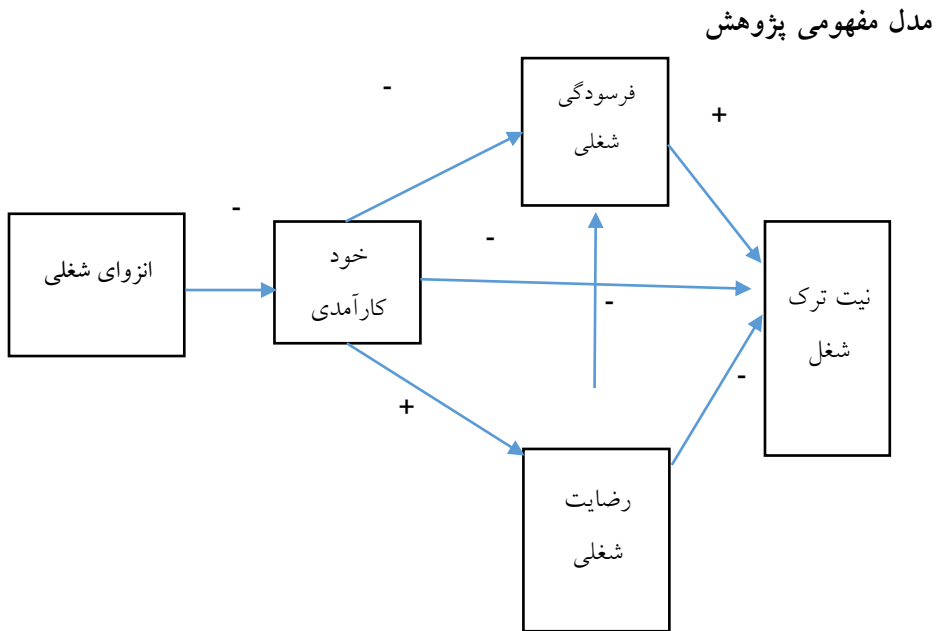 مدل مفهومی پژوهش
-
فرسودگی
شغلی
+
-
انزوای شغلی
خود
کارآمدی
-
-
نیت ترک
شغل
+
-
رضایت
شغلی